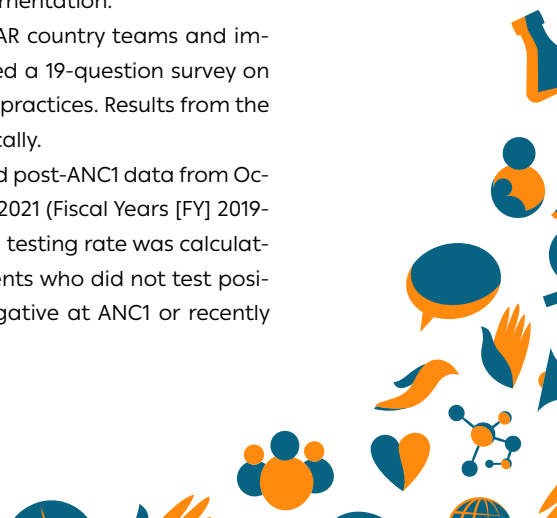 AR country teams and im-
ed a 19-question survey on
practices. Results from the
cally.
d post-ANC1 data from Oc-
2021 (Fiscal Years [FY] 2019-
testing rate was calculat-
ents who did not test posi-
gative at ANC1 or recently